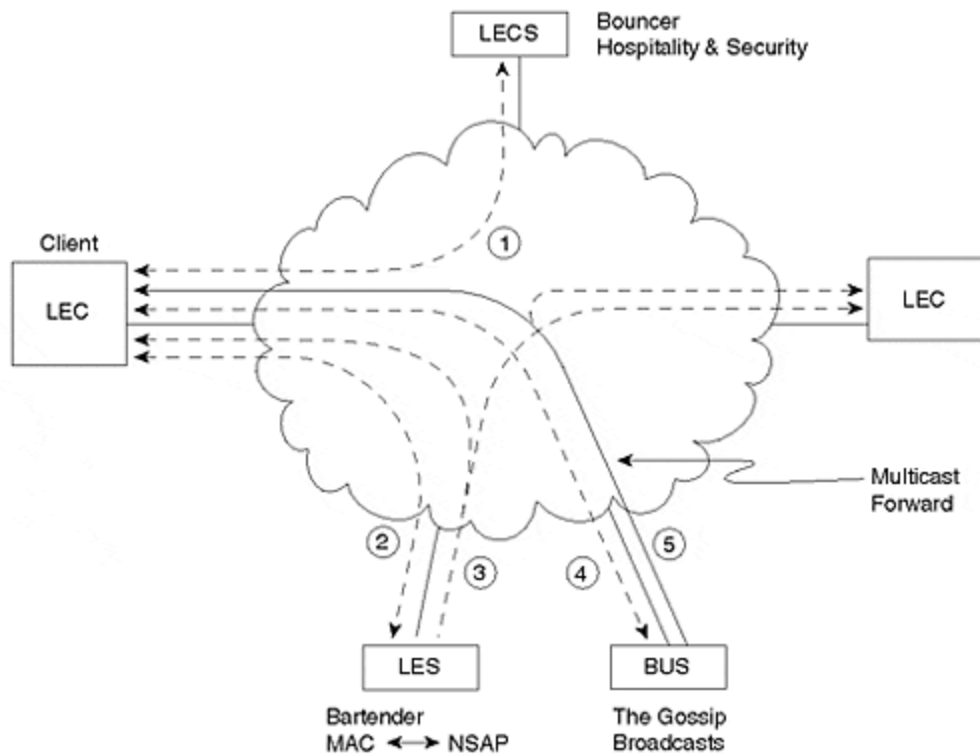 LECS
Bouncer
Hospitality & Security
1
Client
LEC
LEC
Multicast
Forward
2
3
4
5
LES
BUS
Bartender
MAC NSAP
The Gossip
Broadcasts